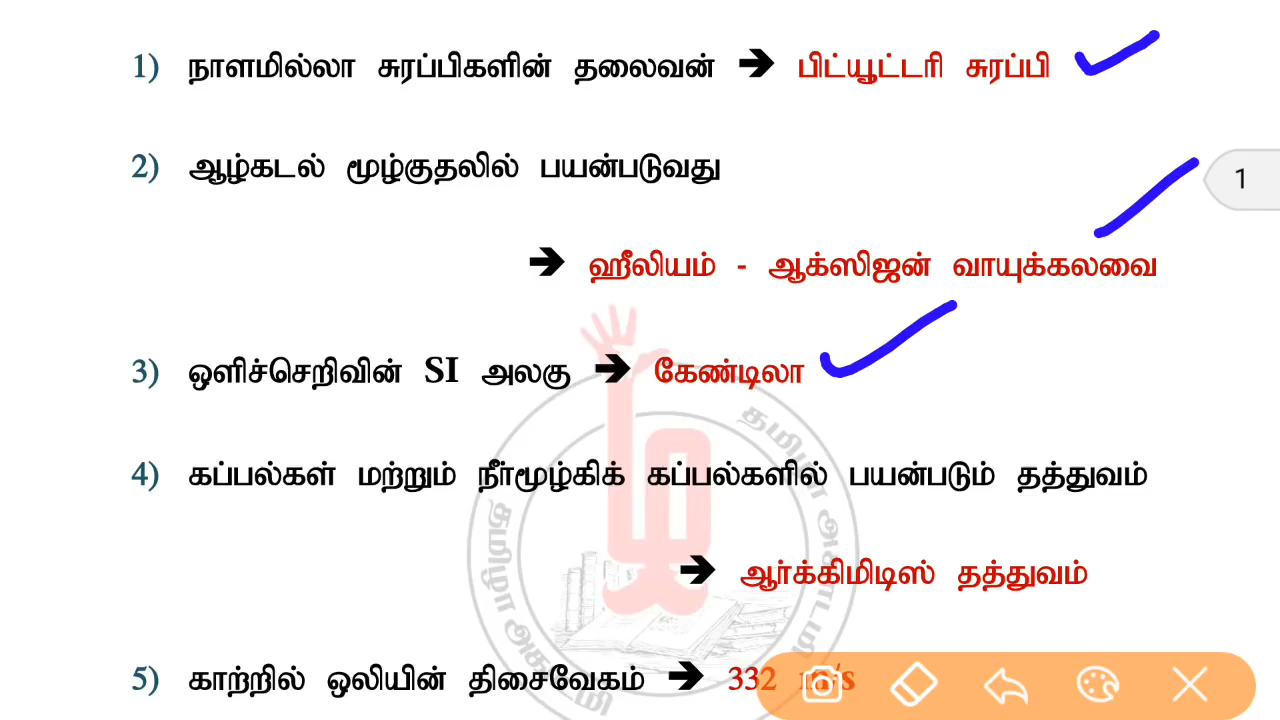 1) நாளமில்லா சுரப்பிகளின் தலைவன் ➔ பிட்யூட்டரி சுரப்பி
2) ஆழ்கடல் மூழ்குதலில் பயன்படுவது
1
➔ ஹீலியம் - ஆக்ஸிஜன் வாயுக்கலவை
3) ஒளிச்செறிவின் SI அலகு ➔ கேண்டிலா
4) கப்பல்கள் மற்றும் நீர்மூழ்கிக் கப்பல்களில் பயன்படும் தத்துவம்
➔ ஆர்க்கிமிடிஸ் தத்துவம்
5) காற்றில் ஒலியின் திசைவேகம் ➔ 332 m/s